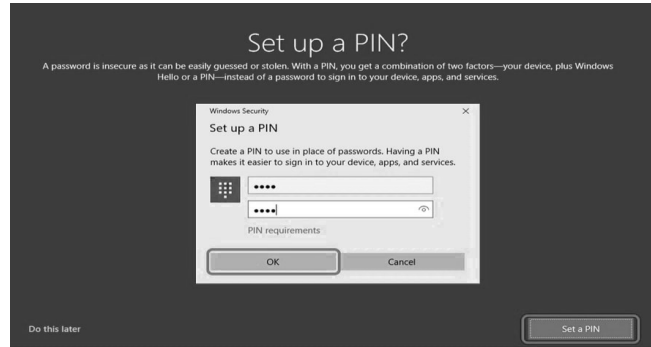 Set up a PIN?
A password is insecure as it can be easily guessed or stolen. With a PIN, you get a combination of two factors—your device, plus Windows
Hello or a PIN—instead of a password to sign in to your device, apps, and services.
Windows Security
Set up a PIN
Create a PIN to use in place of passwords. Having a PIN
makes it easier to sign in to your device, apps, and services.
••••
••••
PIN requirements
OK
Cancel
Do this later
Set a PIN